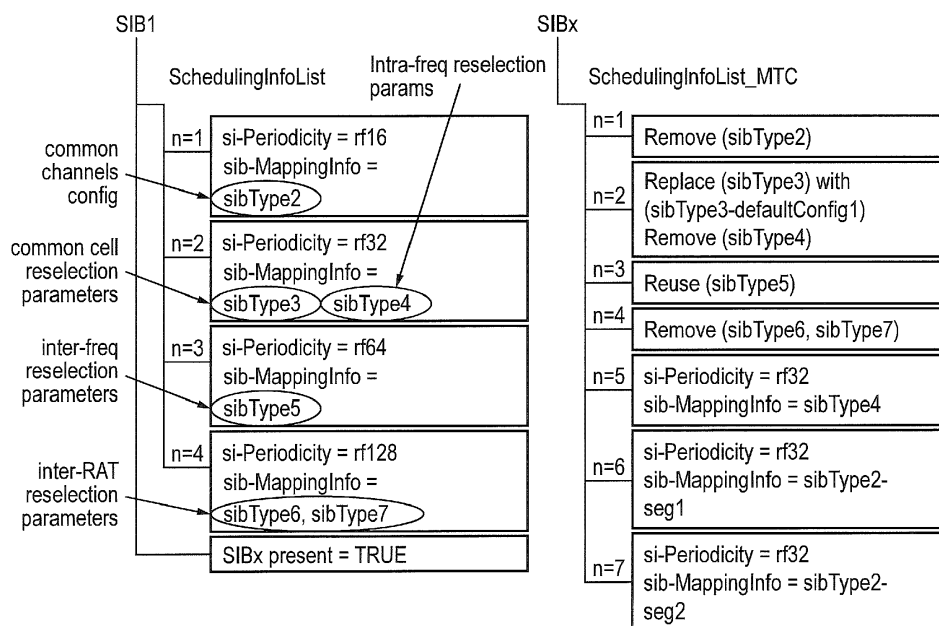 SIB1
SchedulingInfoList
Intra-freq reselection
params
n=1
si-Periodicity = rf16
sib-MappingInfo =
sibType2
common
channels
config
n=2
si-Periodicity = rf32
sib-MappingInfo =
sibType3
sibType4
common cell
reselection
parameters
n=3
si-Periodicity = rf64
sib-MappingInfo =
sibType5
inter-freq
reselection
parameters
n=4
si-Periodicity = rf128
sib-MappingInfo =
sibType6, sibType7
inter-RAT
reselection
parameters
SIBx present = TRUE
SIBx
SchedulingInfoList_MTC
n=1
Remove (sibType2)
n=2
Replace (sibType3) with
(sibType3-defaultConfig1)
Remove (sibType4)
n=3
Reuse (sibType5)
n=4
Remove (sibType6, sibType7)
n=5
si-Periodicity = rf32
sib-MappingInfo = sibType4
n=6
si-Periodicity = rf32
sib-MappingInfo = sibType2-
seg1
n=7
si-Periodicity = rf32
sib-MappingInfo = sibType2-
seg2